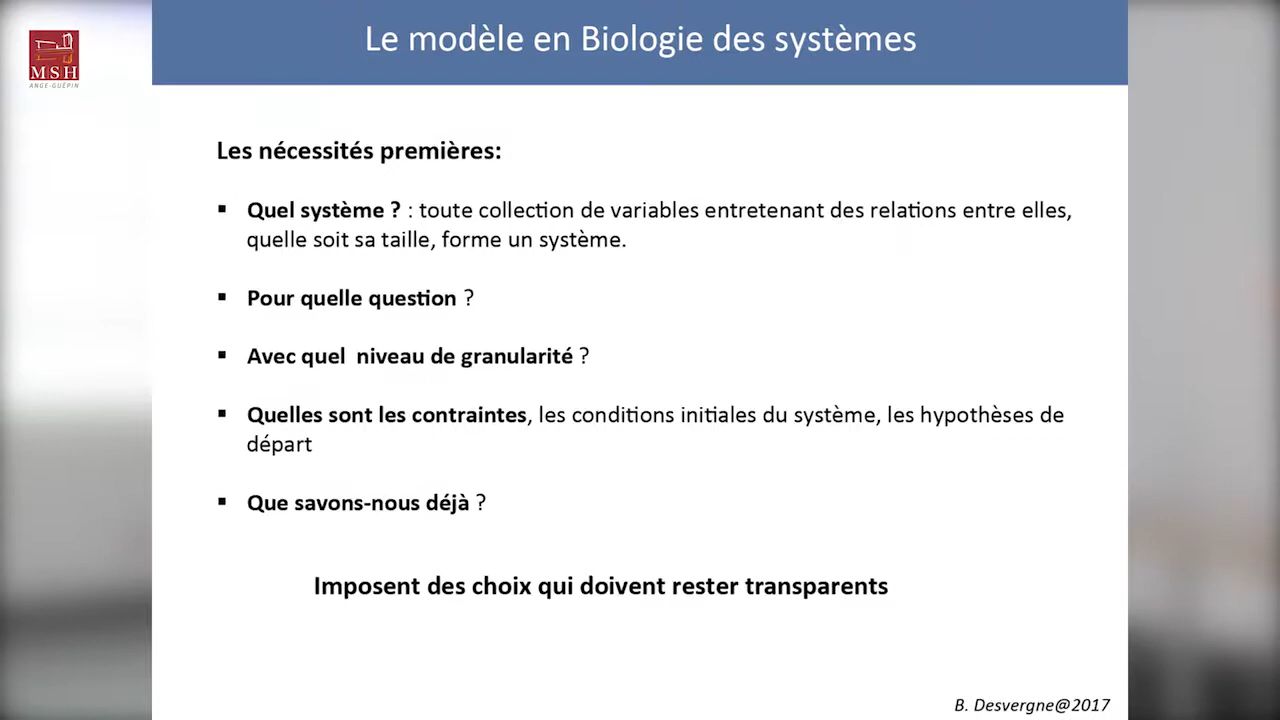 Le modèle en Biologie des systèmes
MSH
ANGE-GUÉPIN
Les nécessités premières:
▪ Quel système ? : toute collection de variables entretenant des relations entre elles,
quelle soit sa taille, forme un système.
▪ Pour quelle question ?
▪ Avec quel niveau de granularité ?
▪ Quelles sont les contraintes, les conditions initiales du système, les hypothèses de
départ
▪ Que savons-nous déjà ?
Imposent des choix qui doivent rester transparents
B. Desvergne@2017